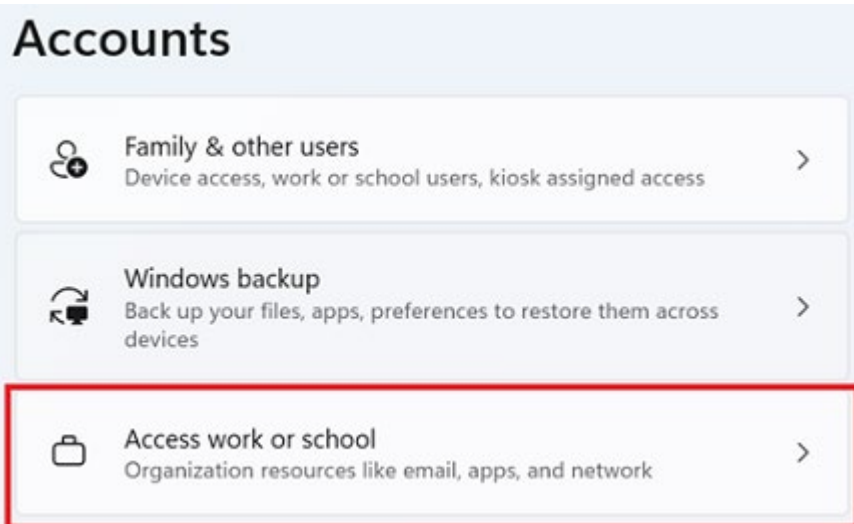 Accounts
Family & other users
Device access, work or school users, kiosk assigned access
Windows backup
Back up your files, apps, preferences to restore them across
devices
Access work or school
Organization resources like email, apps, and network